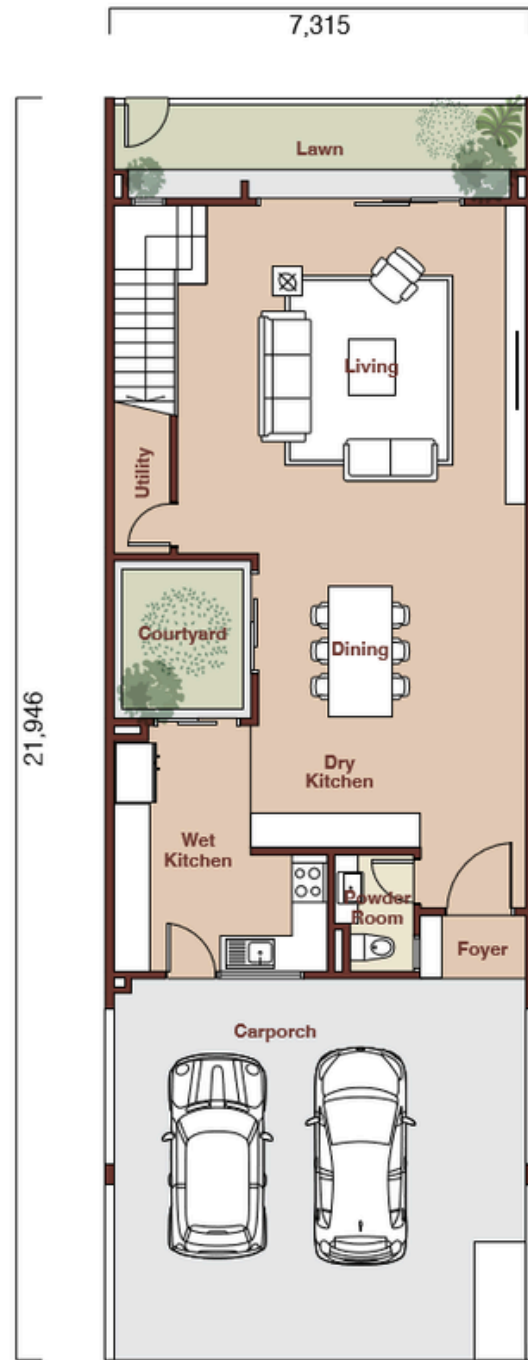 7,315
Lawn
Living
Utility
Courtyard
Dining
21,946
Dry
Kitchen
Wet
Kitchen
Powder
Room
Foyer
Carporch